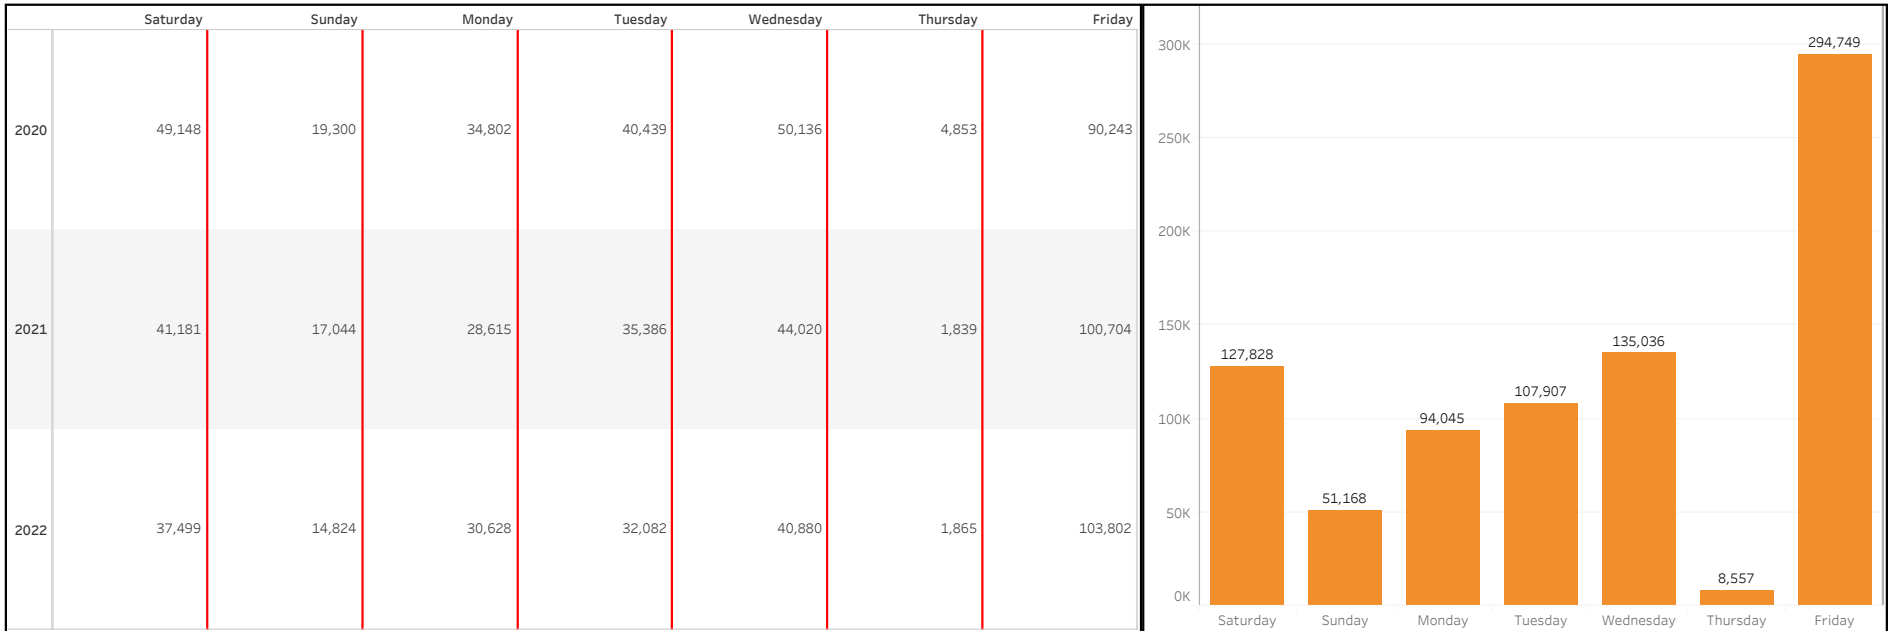 Saturday Sunday Monday Tuesday Wednesday Thursday Friday
2020 49,148 19,300 34,802 40,439 50,136 4,853 90,243
2021 41,181 17,044 28,615 35,386 44,020 1,839 100,704
2022 37,499 14,824 30,628 32,082 40,880 1,865 103,802
300K
250K
200K
150K
100K
50K
0K
127,828
51,168
94,045
107,907
135,036
8,557
294,749
Saturday Sunday Monday Tuesday Wednesday Thursday Friday